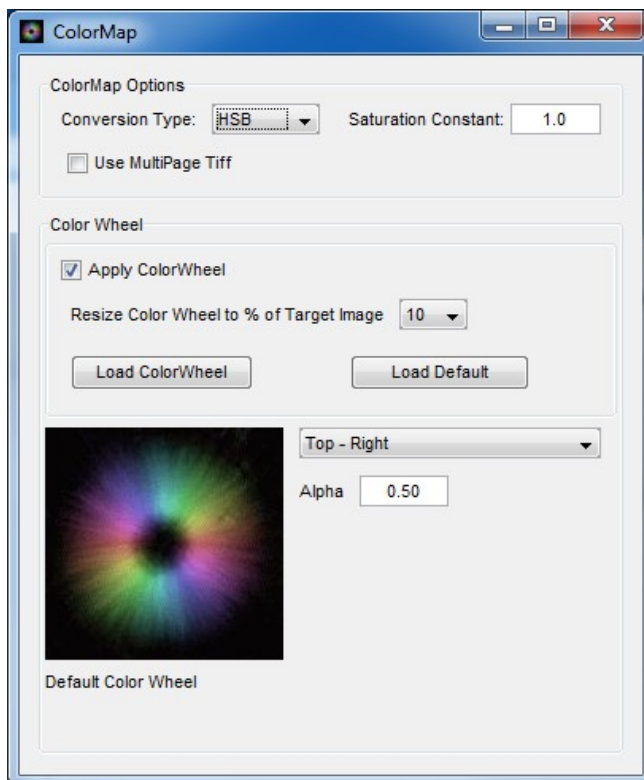 ColorMap
ColorMap Options
Conversion Type: HSB Saturation Constant: 1.0
Use MultiPage Tiff
Color Wheel
Apply ColorWheel
Resize Color Wheel to % of Target Image 10
Load ColorWheel Load Default
Top - Right
Alpha 0.50
Default Color Wheel